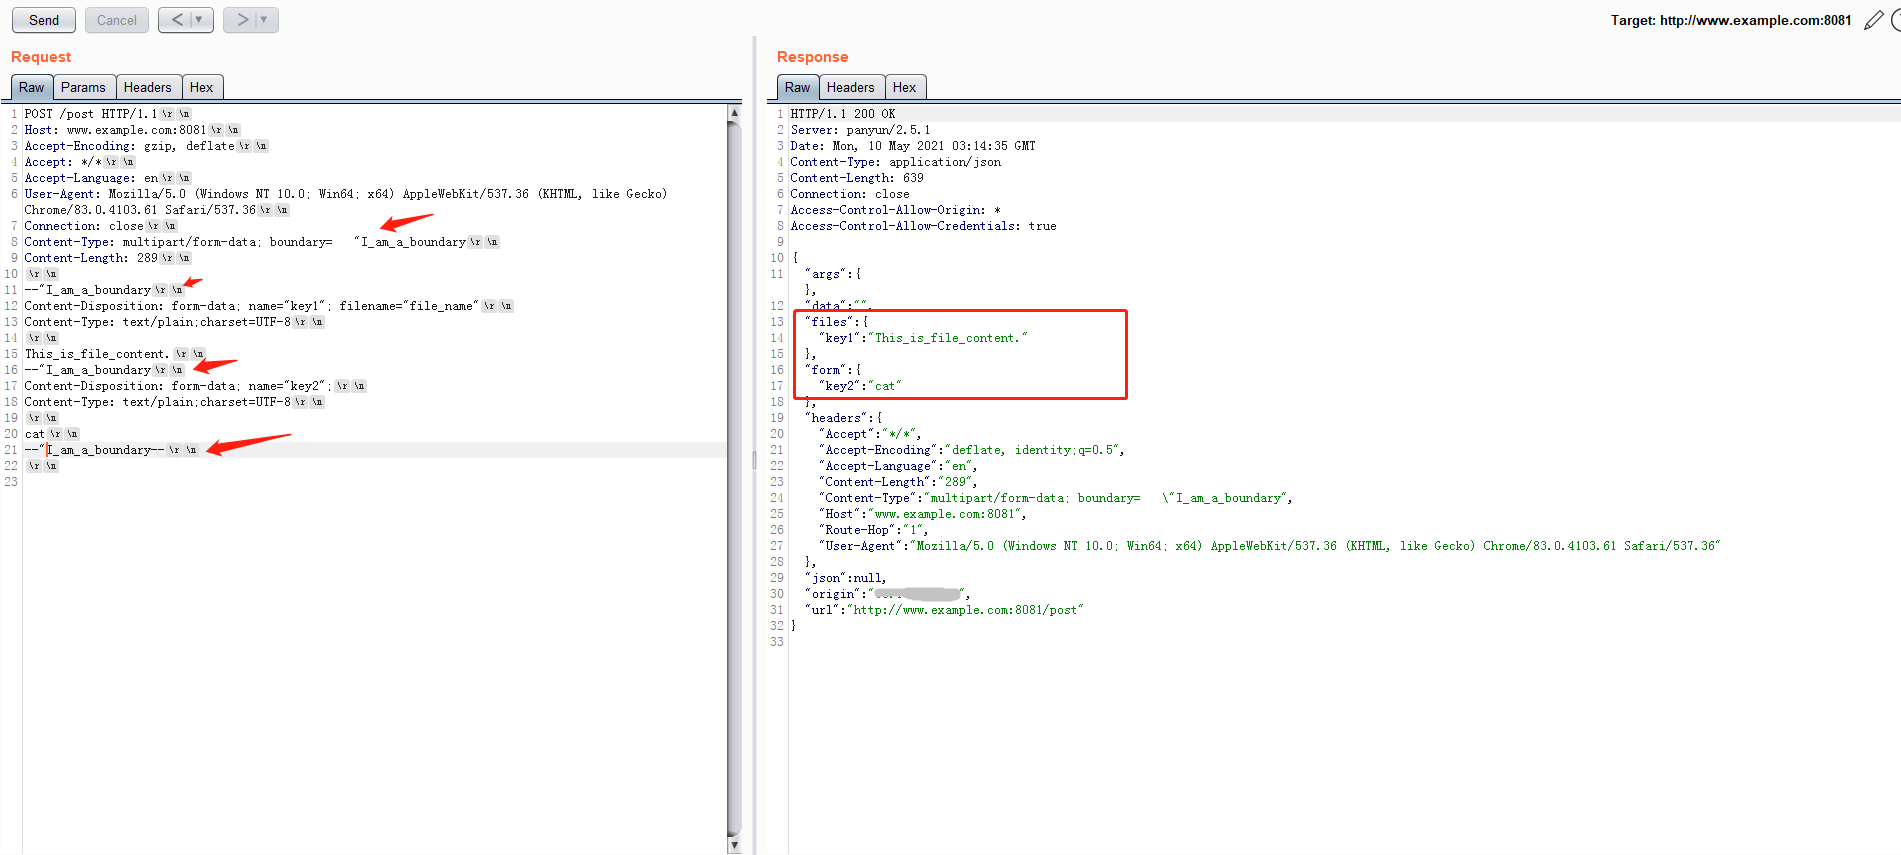 Send
Cancel
Target: http://www.example.com:8081
Request
Raw Params Headers Hex
1 POST /post HTTP/1.1\r \n
2 Host: www.example.com:8081\r \n
3 Accept-Encoding: gzip, deflate\r \n
4 Accept: */*\r \n
5 Accept-Language: en\r \n
6 User-Agent: Mozilla/5.0 (Windows NT 10.0; Win64; x64) AppleWebKit/537.36 (KHTML, like Gecko)
Chrome/83.0.4103.61 Safari/537.36\r \n
7 Connection: close\r \n
8 Content-Type: multipart/form-data; boundary=   "I_am_a_boundary\r \n
9 Content-Length: 289\r \n
10 \r \n
11 --"I_am_a_boundary\r \n
12 Content-Disposition: form-data; name="key1"; filename="file_name"\r \n
13 Content-Type: text/plain;charset=UTF-8\r \n
14 \r \n
15 This_is_file_content.\r \n
16 --"I_am_a_boundary\r \n
17 Content-Disposition: form-data; name="key2";\r \n
18 Content-Type: text/plain;charset=UTF-8\r \n
19 \r \n
20 cat\r \n
21 --"I_am_a_boundary--\r \n
22 \r \n
23
Response
Raw Headers Hex
1 HTTP/1.1 200 OK
2 Server: panyun/2.5.1
3 Date: Mon, 10 May 2021 03:14:35 GMT
4 Content-Type: application/json
5 Content-Length: 639
6 Connection: close
7 Access-Control-Allow-Origin: *
8 Access-Control-Allow-Credentials: true
9
10 {
11 "args":{
},
12 "data":"",
13 "files":{
14 "key1":"This_is_file_content."
15 },
16 "form":{
17 "key2":"cat"
18 },
19 "headers":{
20 "Accept":"*/*",
21 "Accept-Encoding":"deflate, identity;q=0.5",
22 "Accept-Language":"en",
23 "Content-Length":"289",
24 "Content-Type":"multipart/form-data; boundary=   \"I_am_a_boundary",
25 "Host":"www.example.com:8081",
26 "Route-Hop":"1",
27 "User-Agent":"Mozilla/5.0 (Windows NT 10.0; Win64; x64) AppleWebKit/537.36 (KHTML, like Gecko) Chrome/83.0.4103.61 Safari/537.36"
28 },
29 "json":null,
30 "origin":" ",
31 "url":"http://www.example.com:8081/post"
32 }
33